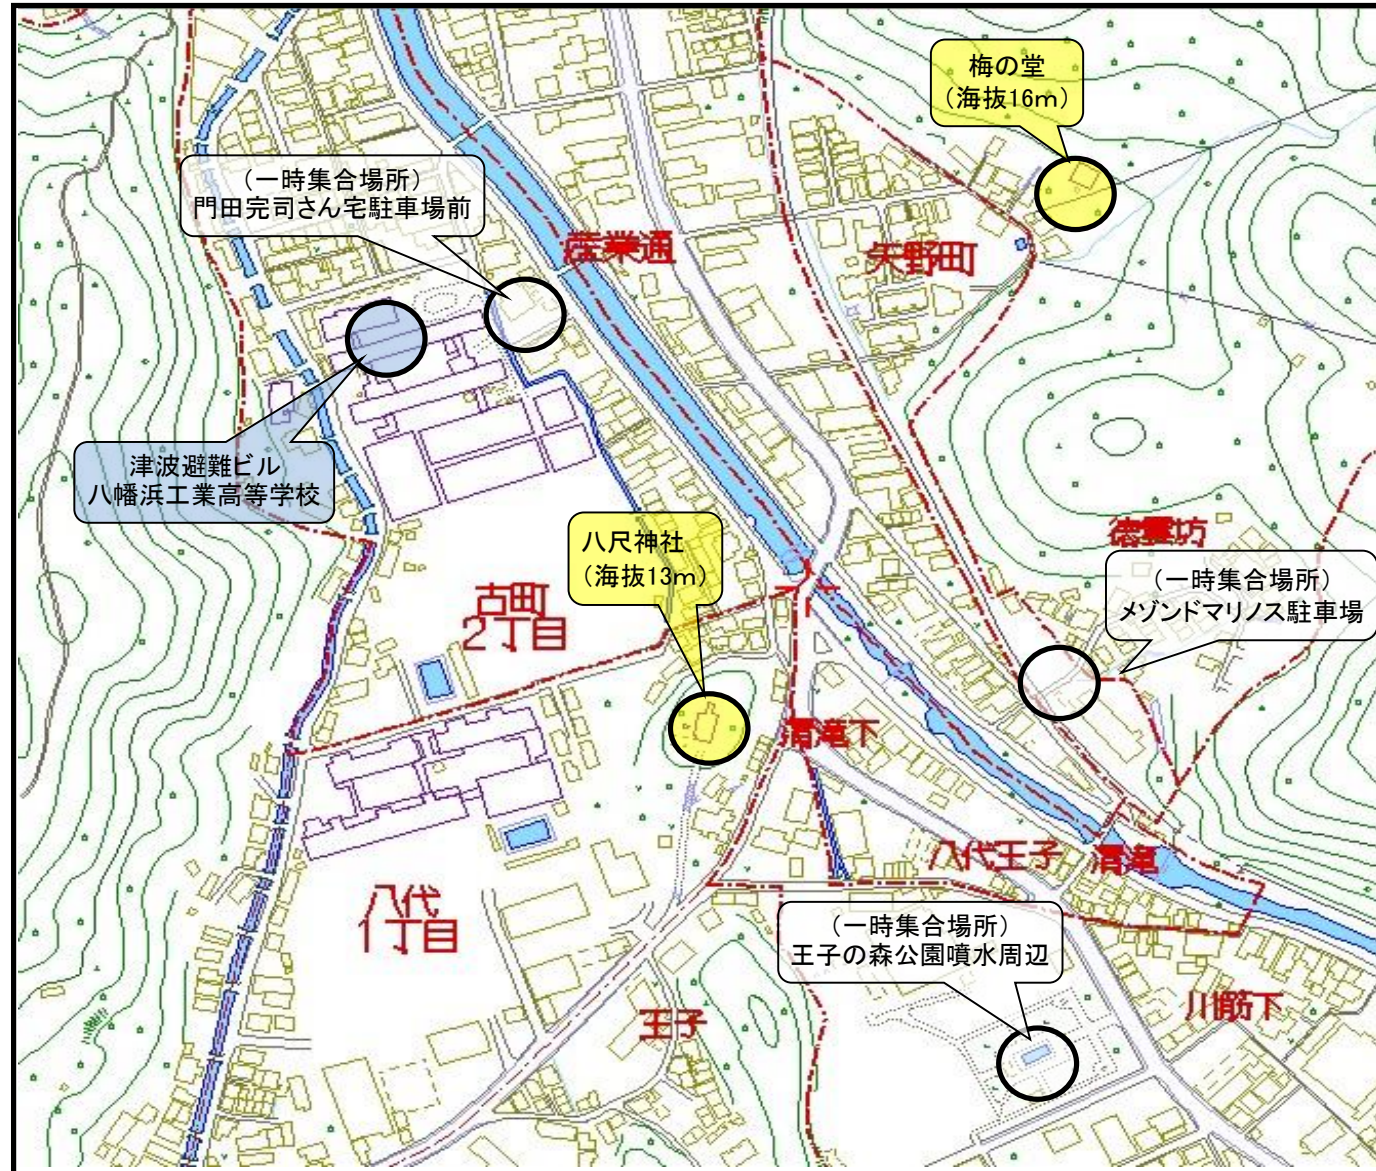 梅の堂
（海抜16m）
（一時集合場所）
門田完司さん宅駐車場前
産業通
矢野町
津波避難ビル
八幡浜工業高等学校
八尺神社
（海抜13m）
徳雲坊
（一時集合場所）
メゾンドマリノス駐車場
古町
2丁目
清滝下
八代王子
清滝
八代
1丁目
（一時集合場所）
王子の森公園噴水周辺
王子
川筋下